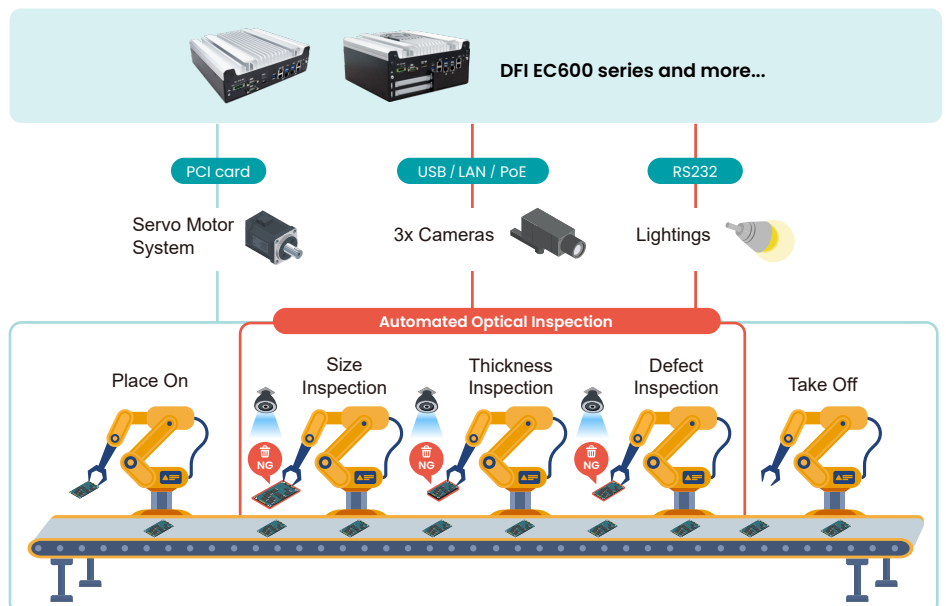 DFI EC600 series and more...
PCI card
USB / LAN / PoE
RS232
Servo Motor
System
3x Cameras
Lightings
Automated Optical Inspection
Place On
Size
Inspection
Thickness
Inspection
Defect
Inspection
Take Off
NG
NG
NG